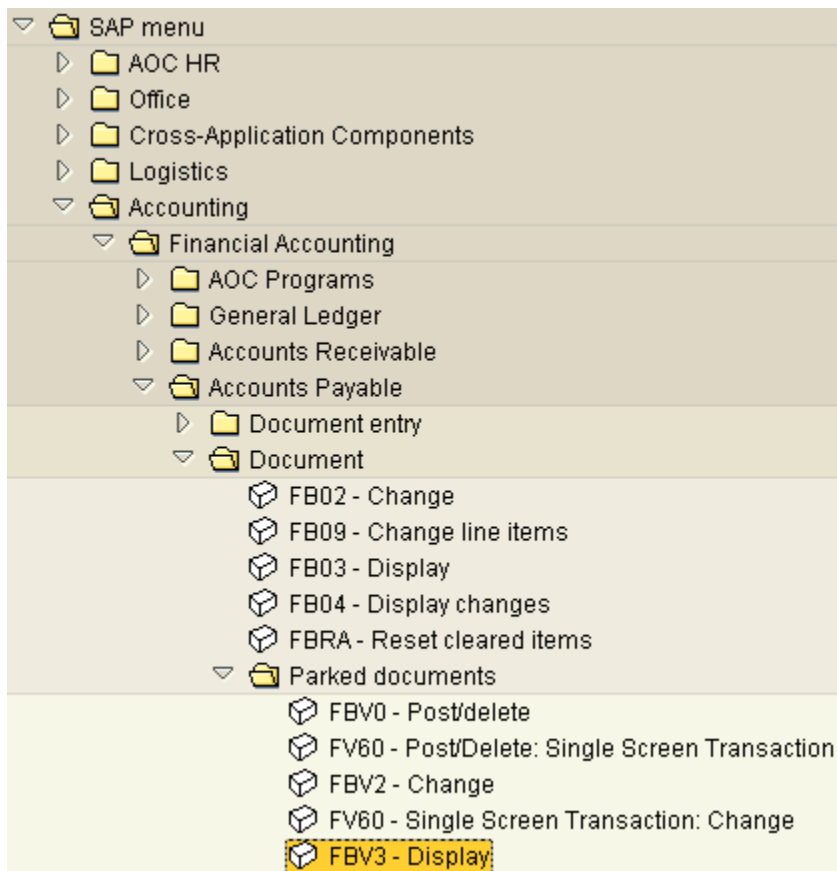 SAP menu
AOC HR
Office
Cross-Application Components
Logistics
Accounting
Financial Accounting
AOC Programs
General Ledger
Accounts Receivable
Accounts Payable
Document entry
Document
FB02 - Change
FB09 - Change line items
FB03 - Display
FB04 - Display changes
FBRA - Reset cleared items
Parked documents
FBV0 - Post/delete
FV60 - Post/Delete: Single Screen Transaction
FBV2 - Change
FV60 - Single Screen Transaction: Change
FBV3 - Display